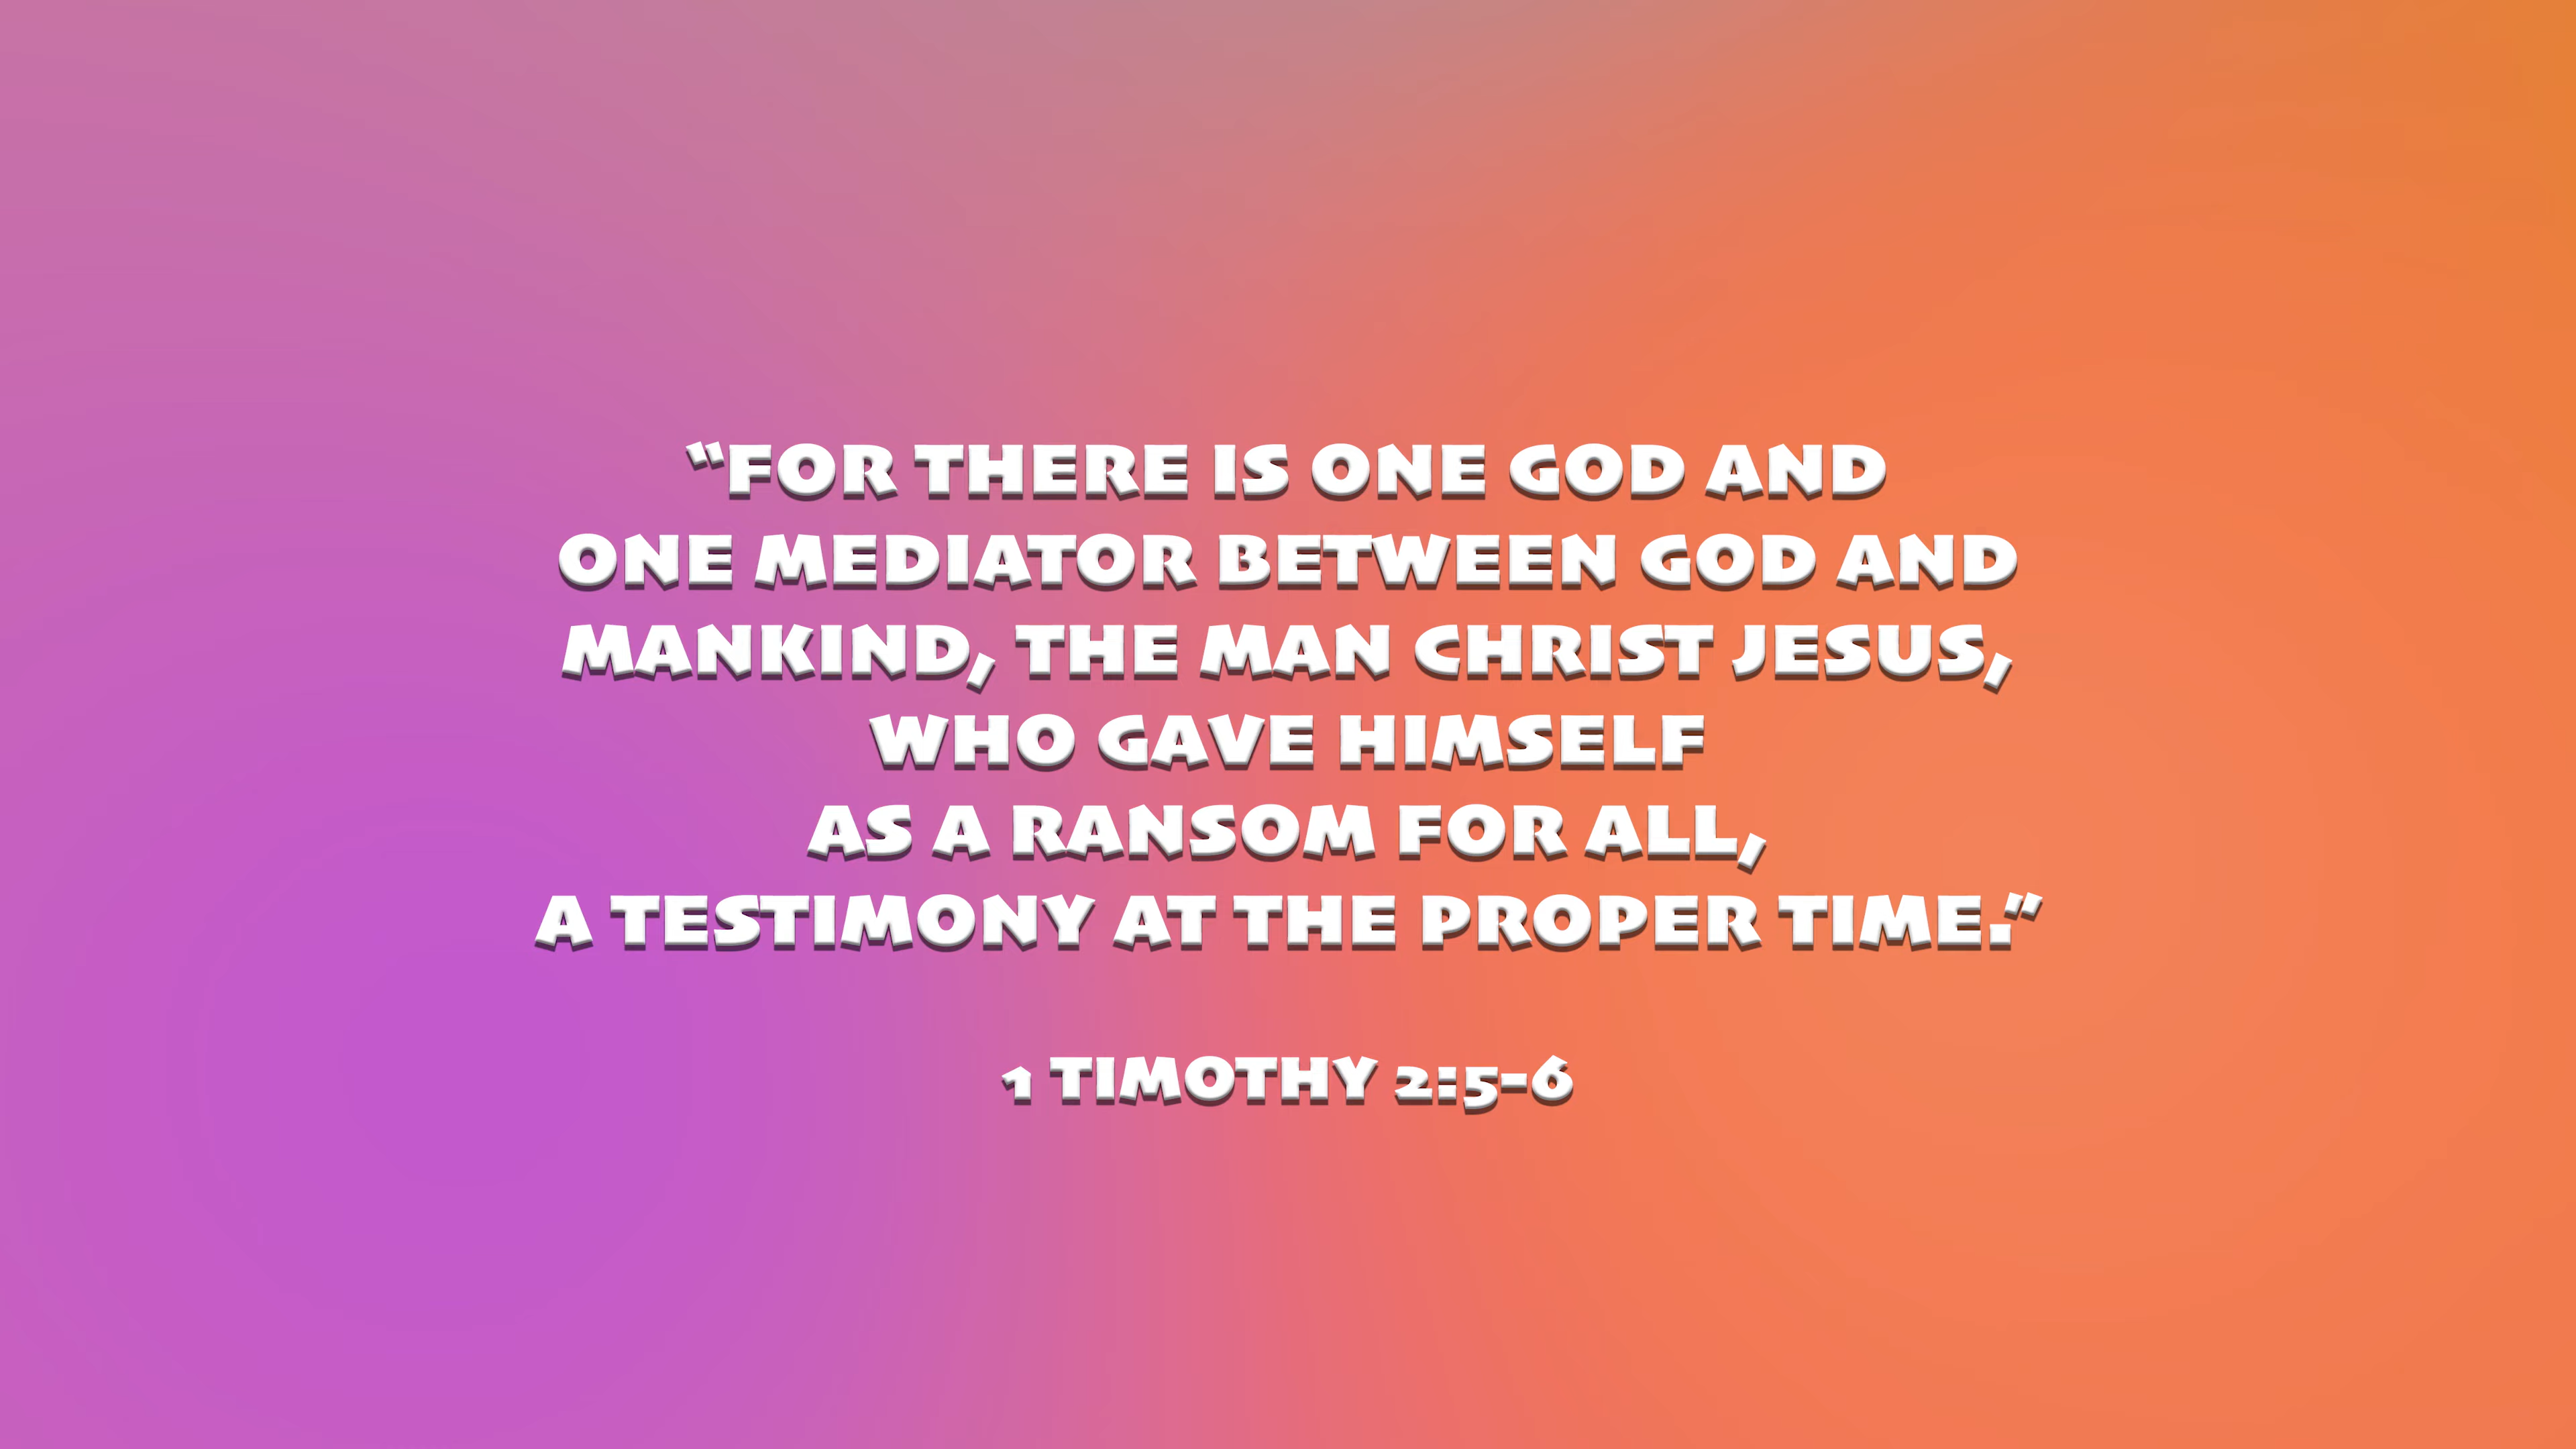 “FOR THERE IS ONE GOD AND
ONE MEDIATOR BETWEEN GOD AND
MANKIND, THE MAN CHRIST JESUS,
WHO GAVE HIMSELF
AS A RANSOM FOR ALL,
A TESTIMONY AT THE PROPER TIME.”
1 TIMOTHY 2:5-6